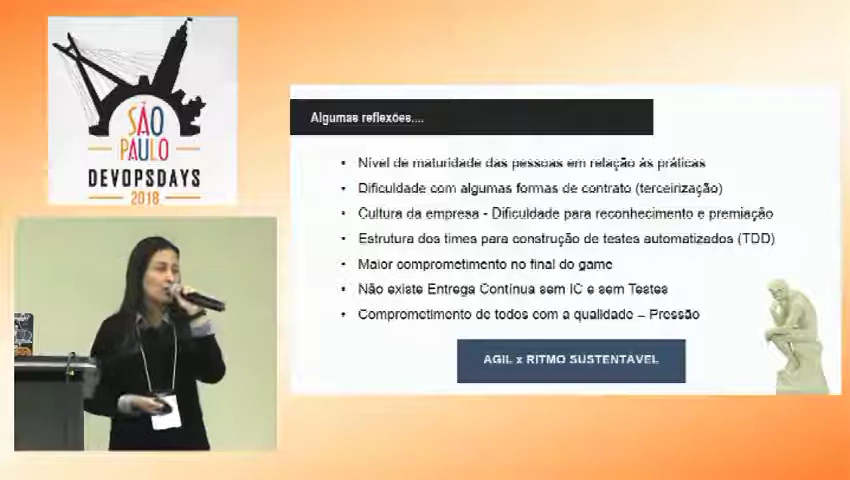 SÃO
PAULO
DEVOPSDAYS
2018
Algumas reflexões....
• Nível de maturidade das pessoas em relação às práticas
• Dificuldade com algumas formas de contrato (terceirização)
• Cultura da empresa - Dificuldade para reconhecimento e premiação
• Estrutura dos times para construção de testes automatizados (TDD)
• Maior comprometimento no final do game
• Não existe Entrega Contínua sem IC e sem Testes
• Comprometimento de todos com a qualidade – Pressão
AGIL x RITMO SUSTENTAVEL